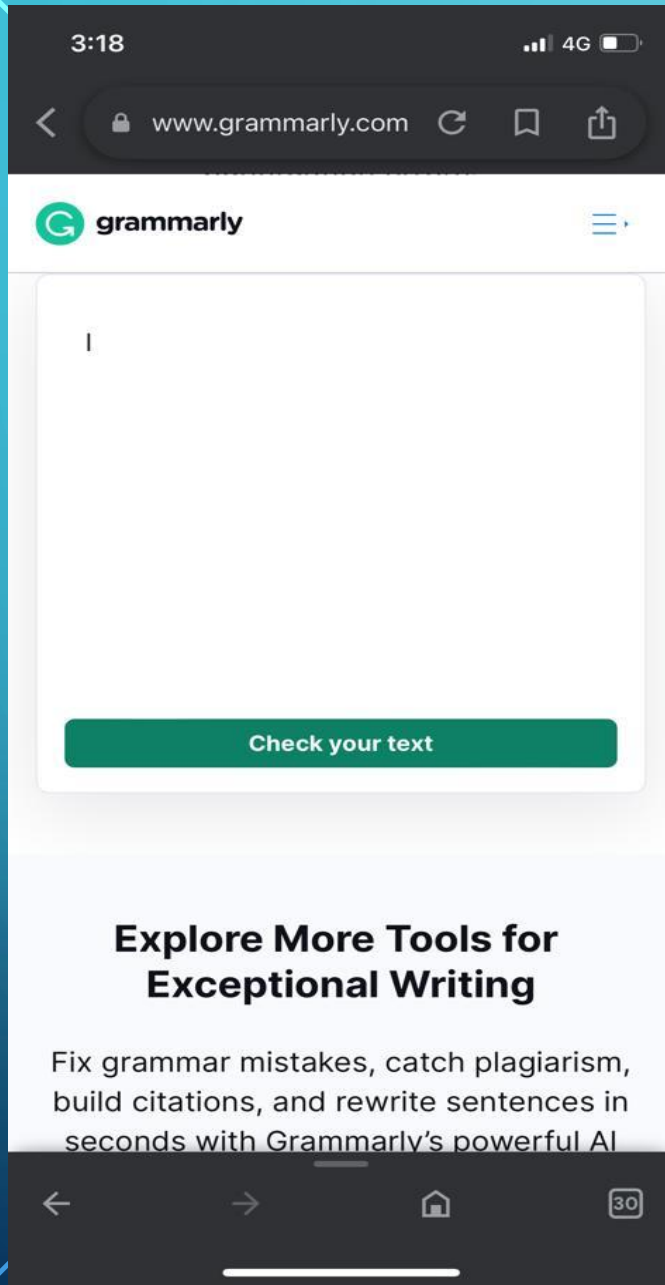 3:18
4G
www.grammarly.com
grammarly
I
Check your text
Explore More Tools for
Exceptional Writing
Fix grammar mistakes, catch plagiarism,
build citations, and rewrite sentences in
seconds with Grammarly's powerful AI
30